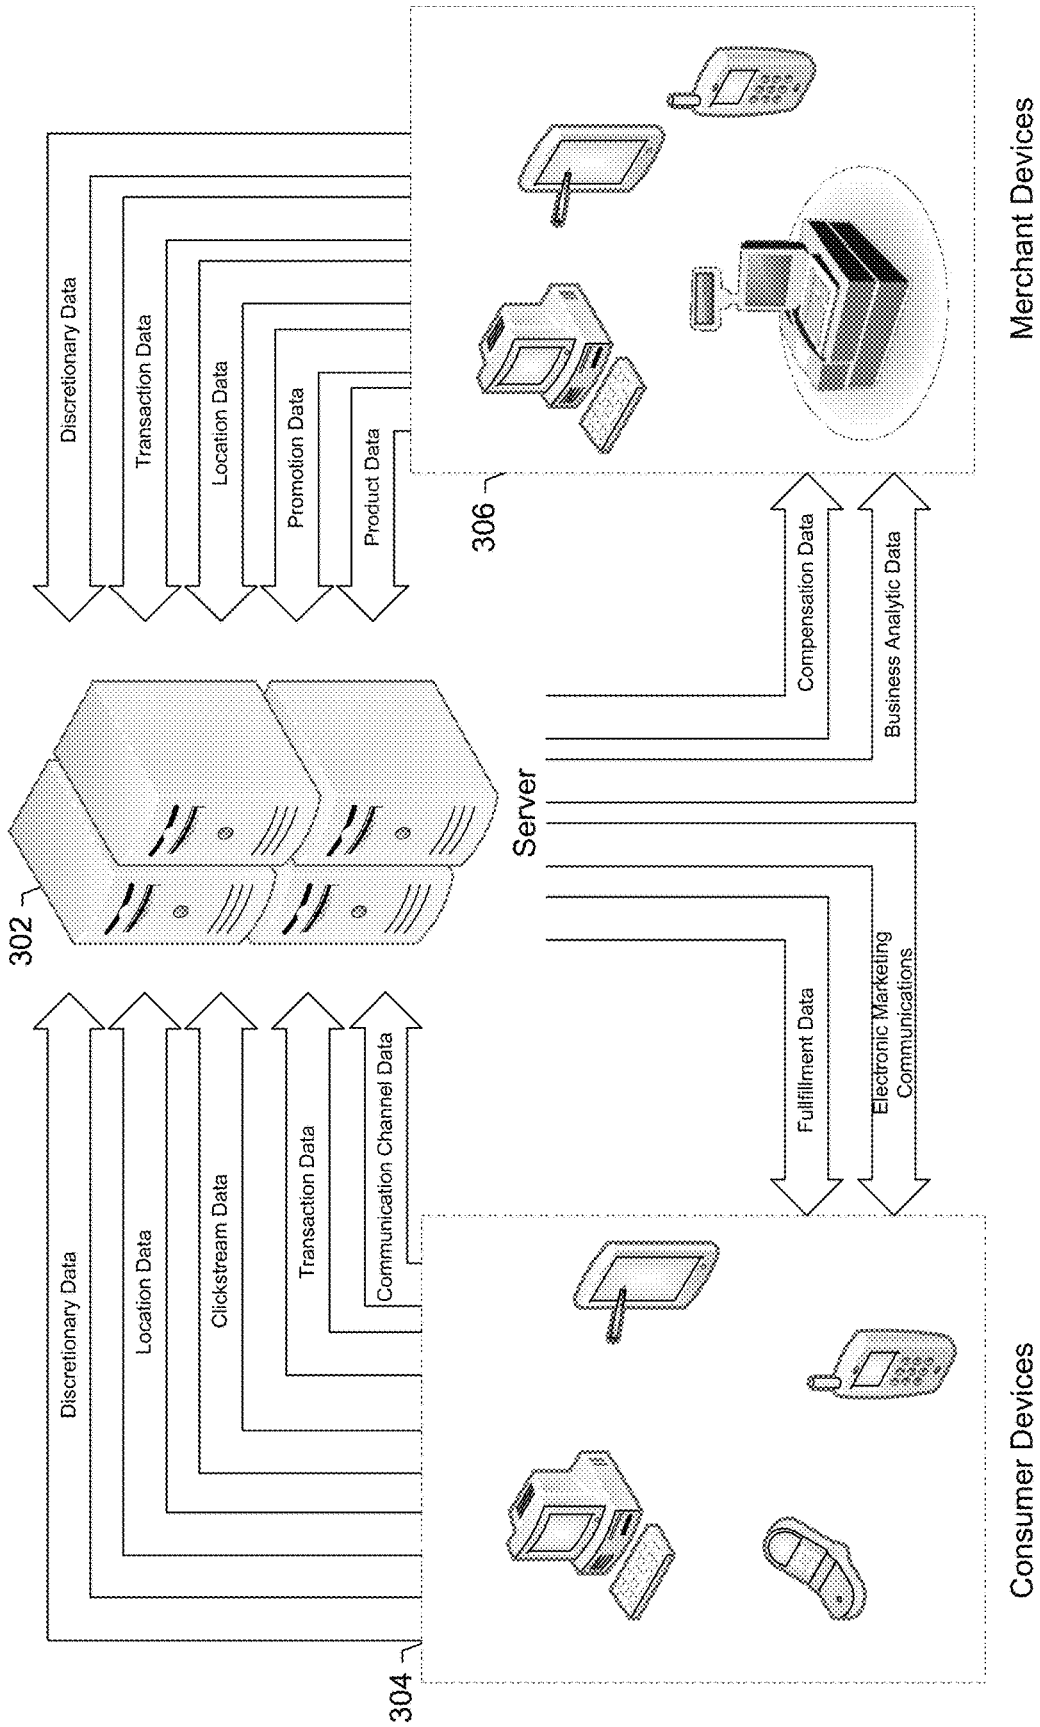 302
Server
304
Consumer Devices
306
Merchant Devices
Discretionary Data
Location Data
Clickstream Data
Transaction Data
Communication Channel Data
Discretionary Data
Transaction Data
Location Data
Promotion Data
Product Data
Fullfillment Data
Electronic Marketing
Communications
Compensation Data
Business Analytic Data